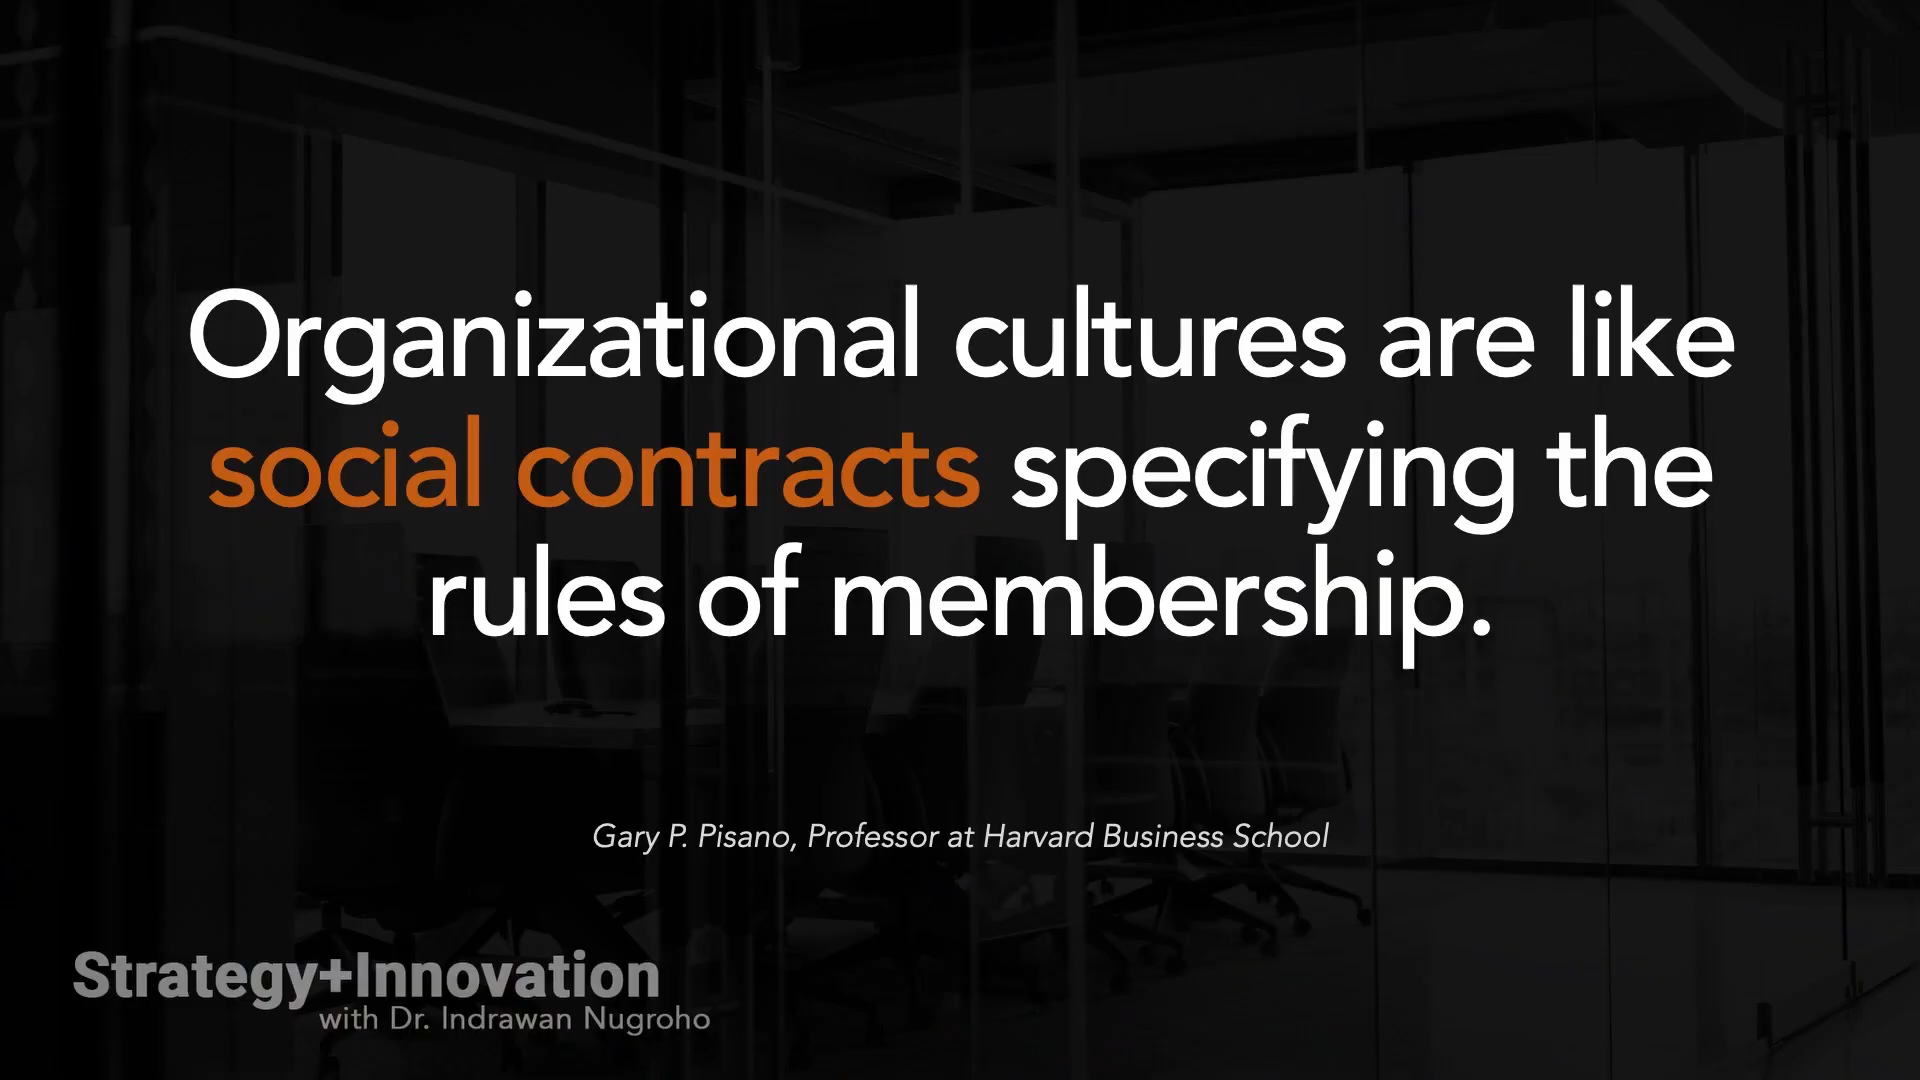 Organizational cultures are like
social contracts specifying the
rules of membership.
Gary P. Pisano, Professor at Harvard Business School
Strategy+Innovation
with Dr. Indrawan Nugroho